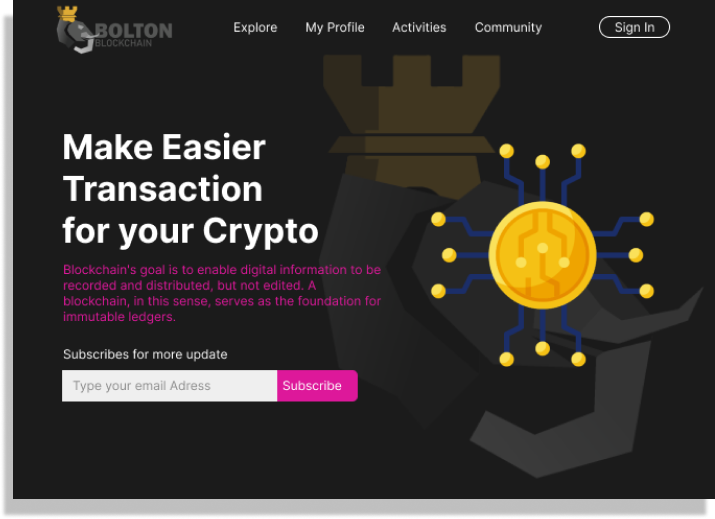 BOLTON
BLOCKCHAIN
Explore
My Profile
Activities
Community
Sign In
Make Easier
Transaction
for your Crypto
Blockchain's goal is to enable digital information to be
recorded and distributed, but not edited. A
blockchain, in this sense, serves as the foundation for
immutable ledgers.
Subscribes for more update
Type your email Adress
Subscribe